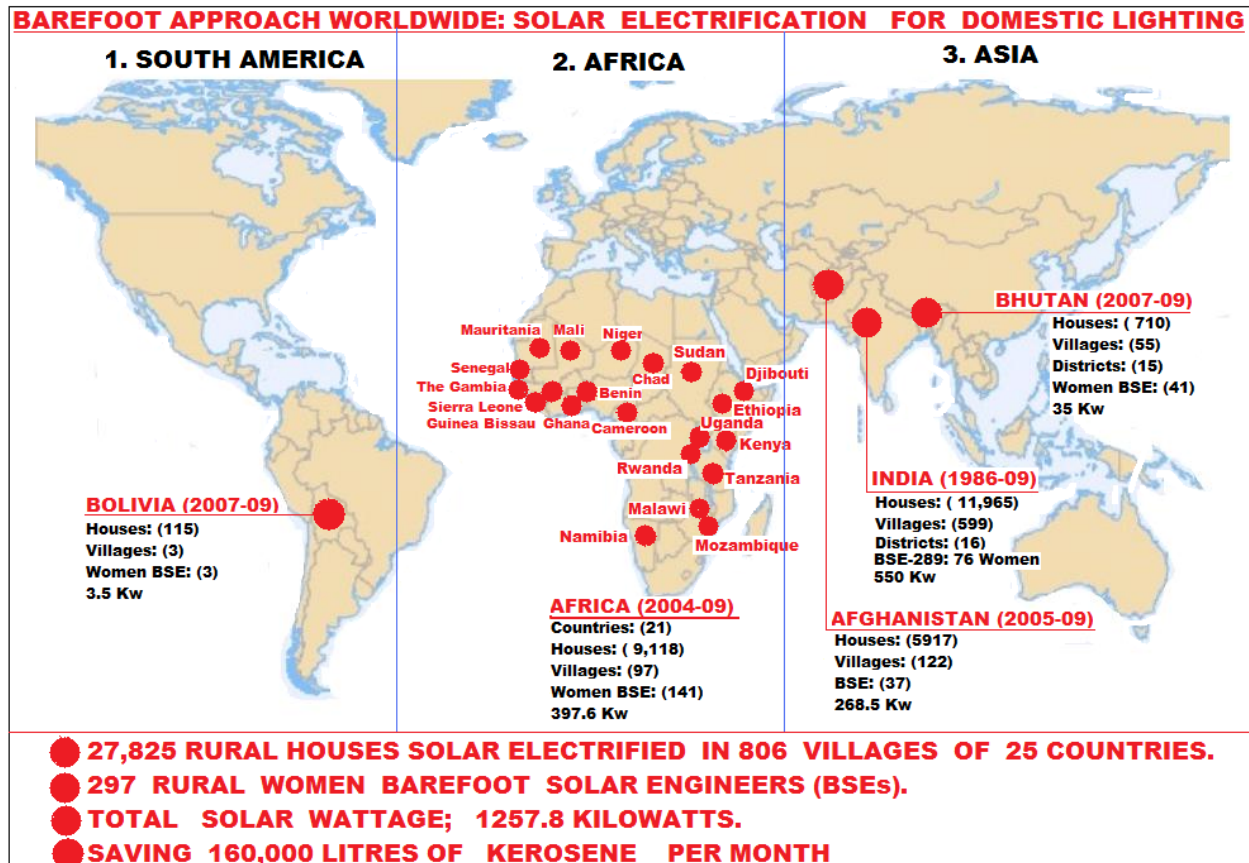 BAREFOOT APPROACH WORLDWIDE: SOLAR ELECTRIFICATION FOR DOMESTIC LIGHTING
1. SOUTH AMERICA
2. AFRICA
3. ASIA
BOLIVIA (2007-09)
Houses: (115)
Villages: (3)
Women BSE: (3)
3.5 Kw
Mauritania
Mali
Niger
Senegal
Chad
Sudan
Djibouti
The Gambia
Benin
Ethiopia
Sierra Leone
Guinea Bissau
Ghana
Cameroon
Uganda
Kenya
Rwanda
Tanzania
Malawi
Namibia
Mozambique
AFRICA (2004-09)
Countries: (21)
Houses: ( 9,118)
Villages: (97)
Women BSE: (141)
397.6 Kw
BHUTAN (2007-09)
Houses: ( 710)
Villages: (55)
Districts: (15)
Women BSE: (41)
35 Kw
INDIA (1986-09)
Houses: ( 11,965)
Villages: (599)
Districts: (16)
BSE-289: 76 Women
550 Kw
AFGHANISTAN (2005-09)
Houses: (5917)
Villages: (122)
BSE: (37)
268.5 Kw
27,825 RURAL HOUSES SOLAR ELECTRIFIED IN 806 VILLAGES OF 25 COUNTRIES.
297 RURAL WOMEN BAREFOOT SOLAR ENGINEERS (BSEs).
TOTAL SOLAR WATTAGE; 1257.8 KILOWATTS.
SAVING 160,000 LITRES OF KEROSENE PER MONTH